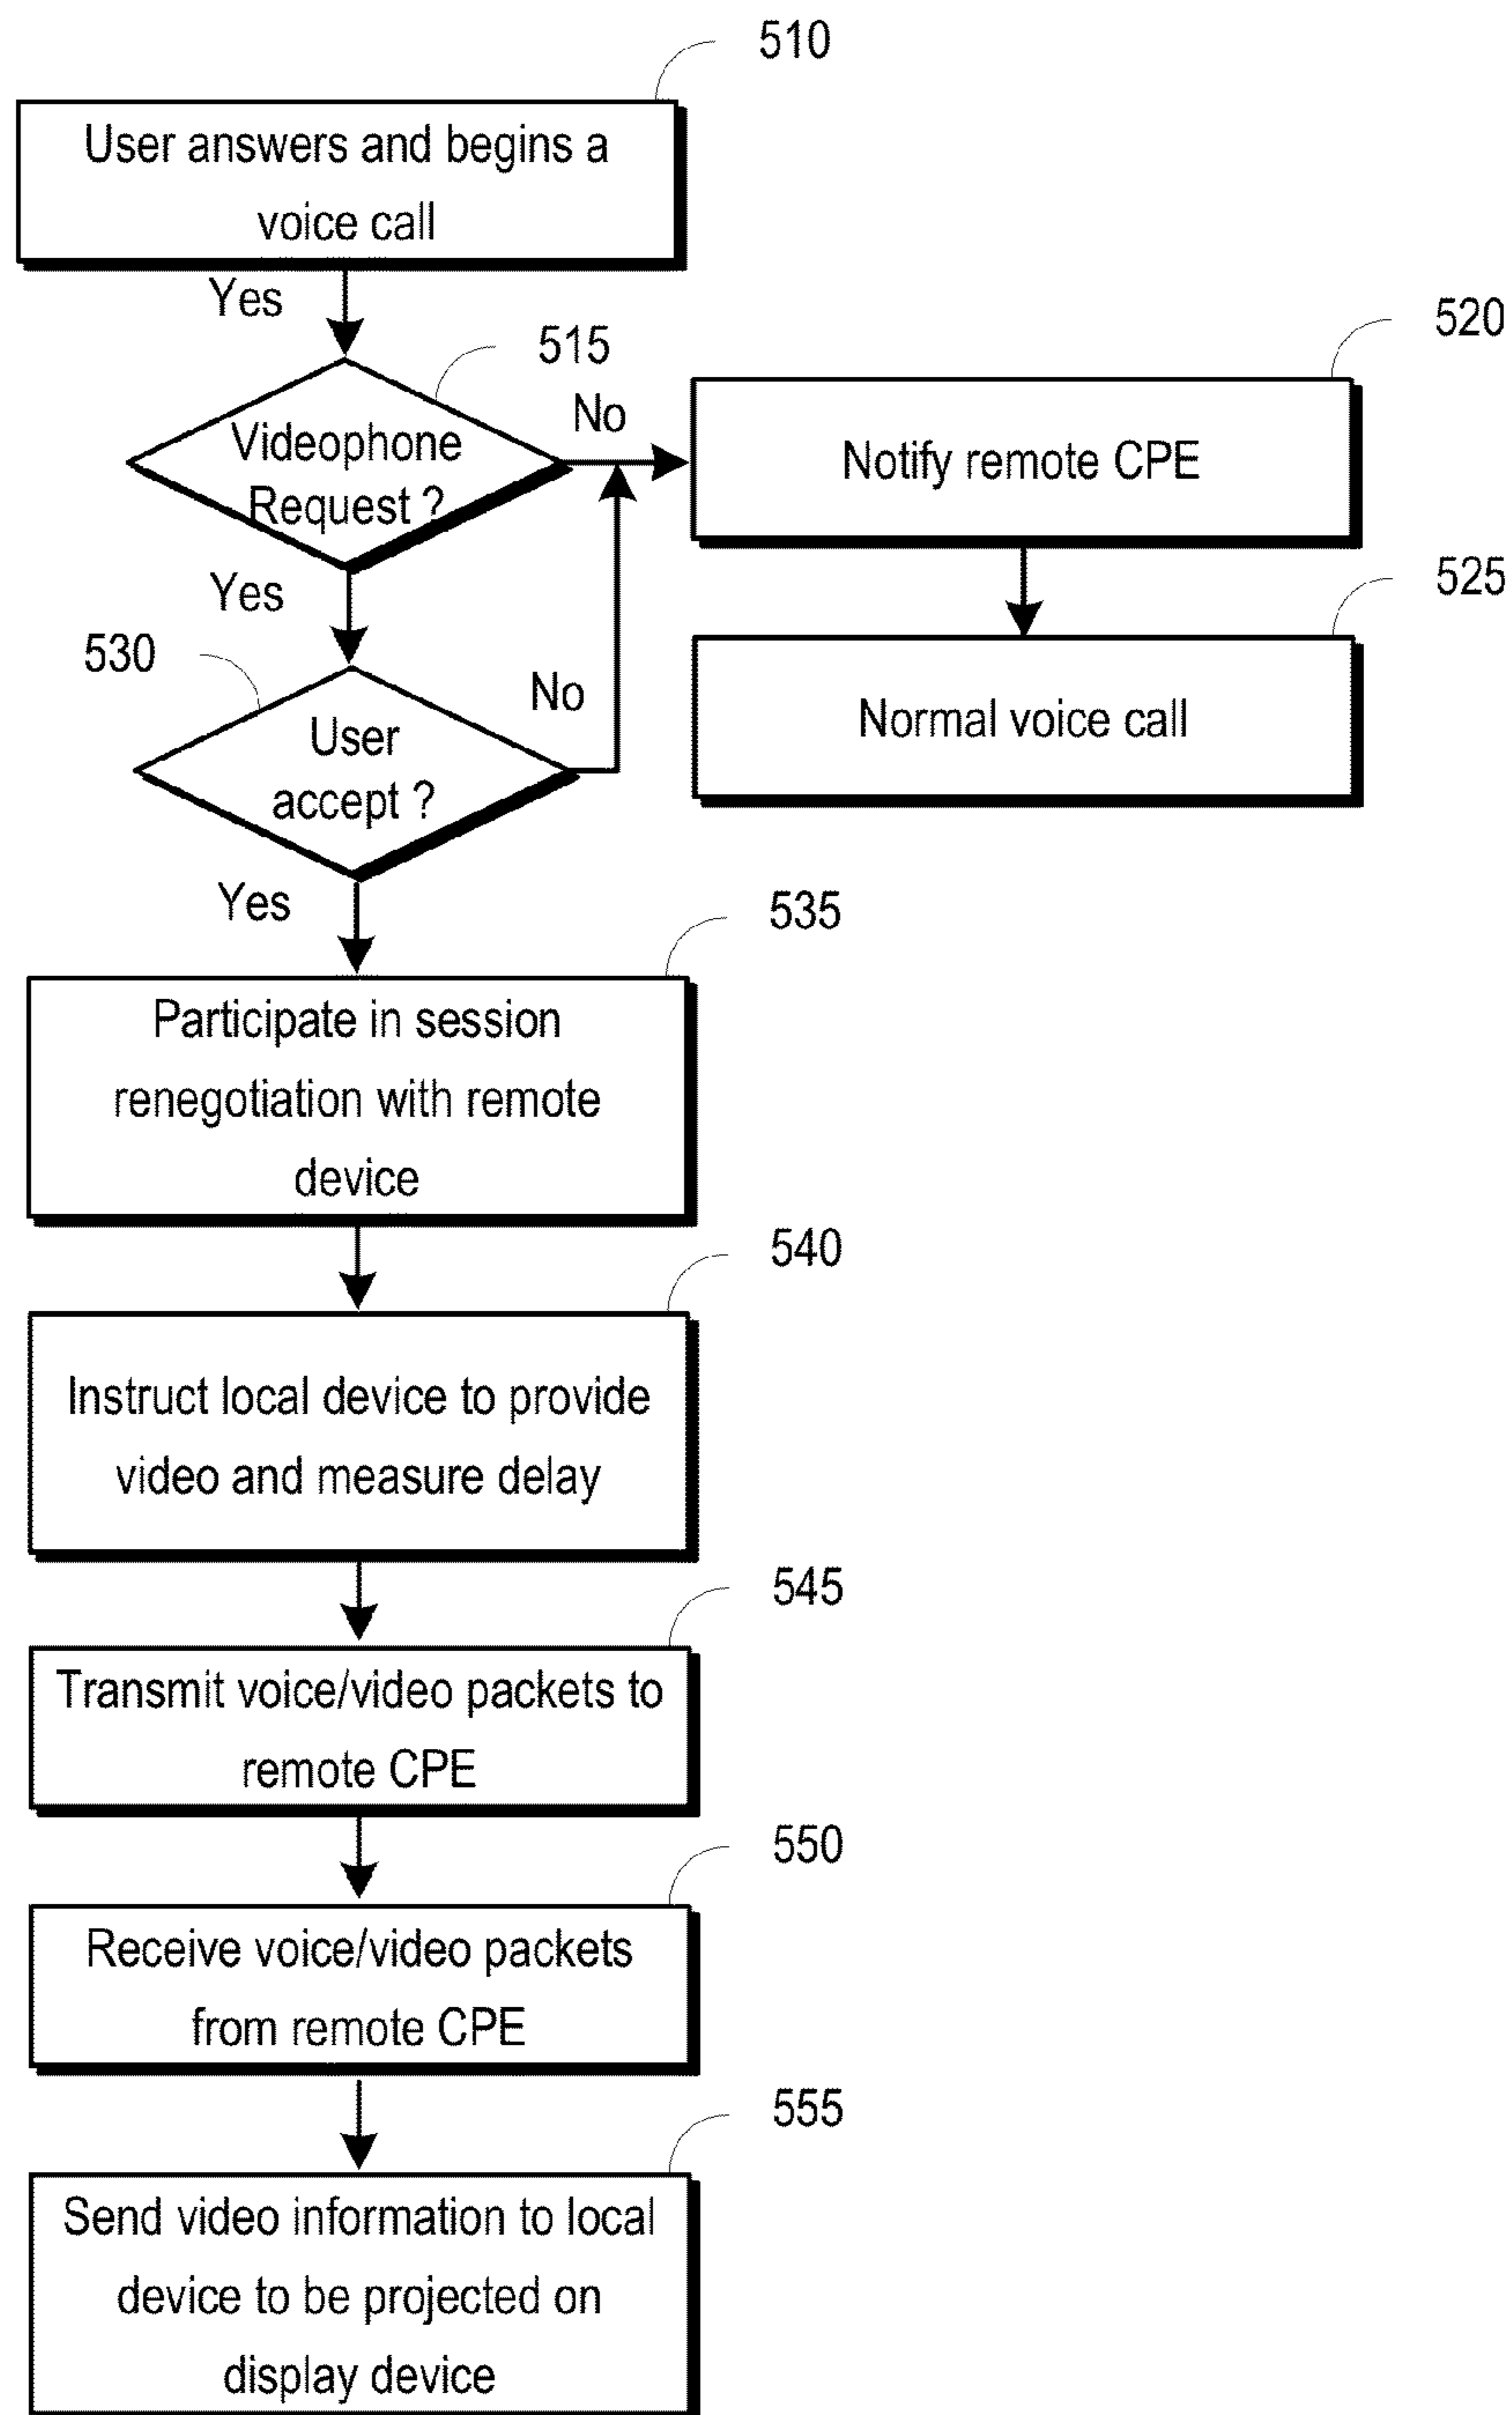 510
User answers and begins a
voice call
Yes
515
Videophone
Request ?
No
520
Notify remote CPE
525
Normal voice call
Yes
530
User
accept ?
No
Yes
535
Participate in session
renegotiation with remote
device
540
Instruct local device to provide
video and measure delay
545
Transmit voice/video packets to
remote CPE
550
Receive voice/video packets
from remote CPE
555
Send video information to local
device to be projected on
display device